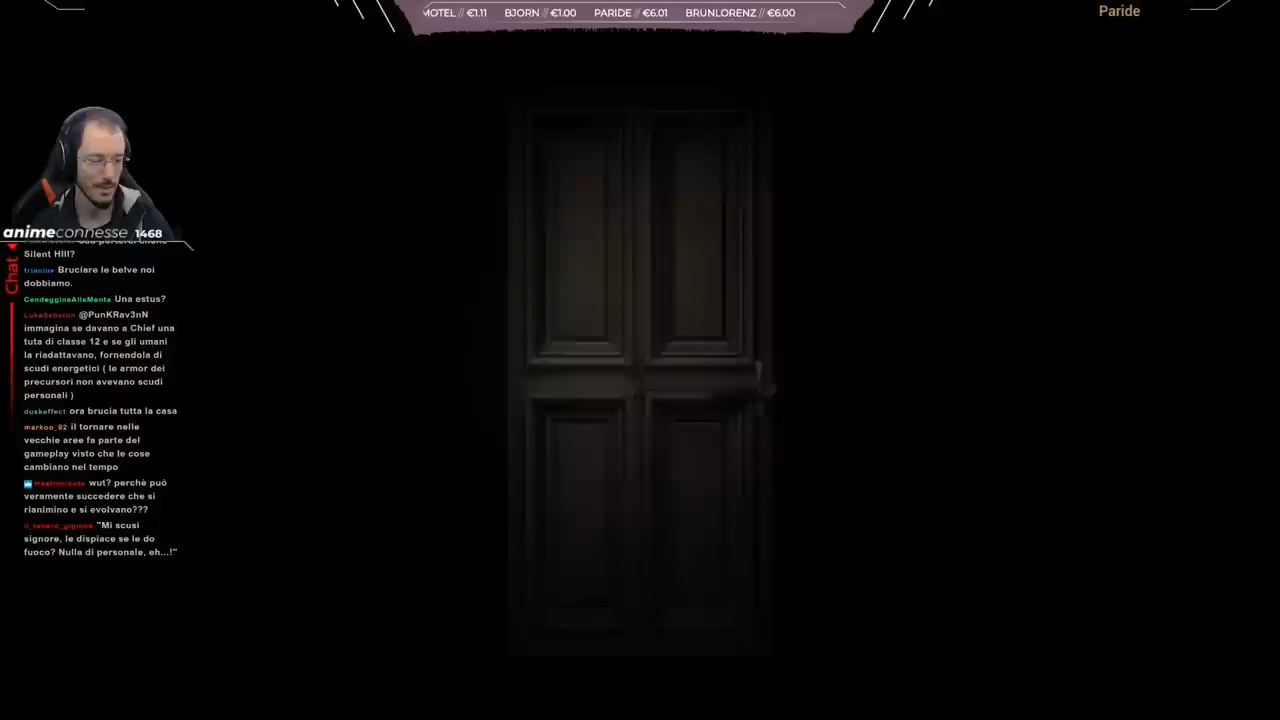 MOTEL // €1.11 BJORN // €1.00 PARIDE // €6.01 BRUNLORENZ // €6.00
Paride
animeconnesse 1468
Chat
Silent HIll?
trianius Bruciare le belve noi
dobbiamo.
CandegginaAllaMenta Una estus?
LukeSebston @PunKRav3nN
immagina se davano a Chief una
tuta di classe 12 e se gli umani
la riadattavano, fornendola di
scudi energetici ( le armor dei
precursori non avevano scudi
personali )
duskeffect ora brucia tutta la casa
markoo_92 il tornare nelle
vecchie aree fa parte del
gameplay visto che le cose
cambiano nel tempo
wut? perchè può
veramente succedere che si
rianimino e si evolvano???
"Mi scusi
signore, le dispiace se le do
fuoco? Nulla di personale, eh...!"